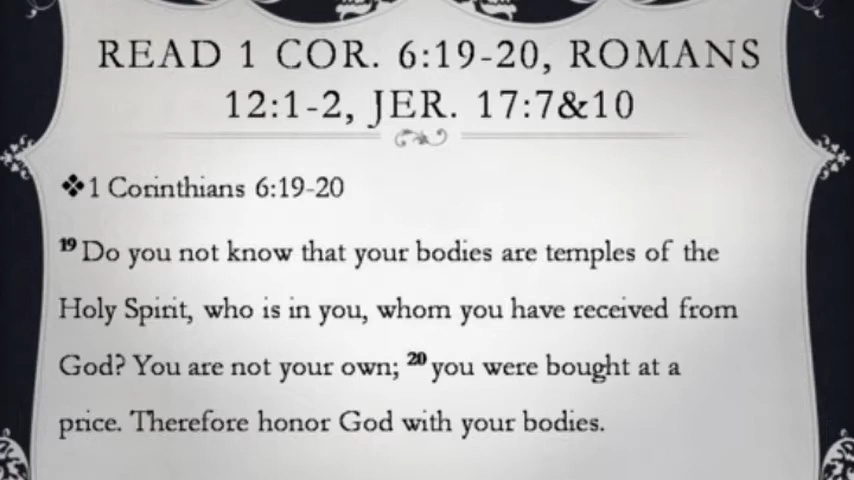 READ 1 COR. 6:19-20, ROMANS
12:1-2, JER. 17:7&10
❖1 Corinthians 6:19-20
¹⁹ Do you not know that your bodies are temples of the
Holy Spirit, who is in you, whom you have received from
God? You are not your own; ²⁰ you were bought at a
price. Therefore honor God with your bodies.